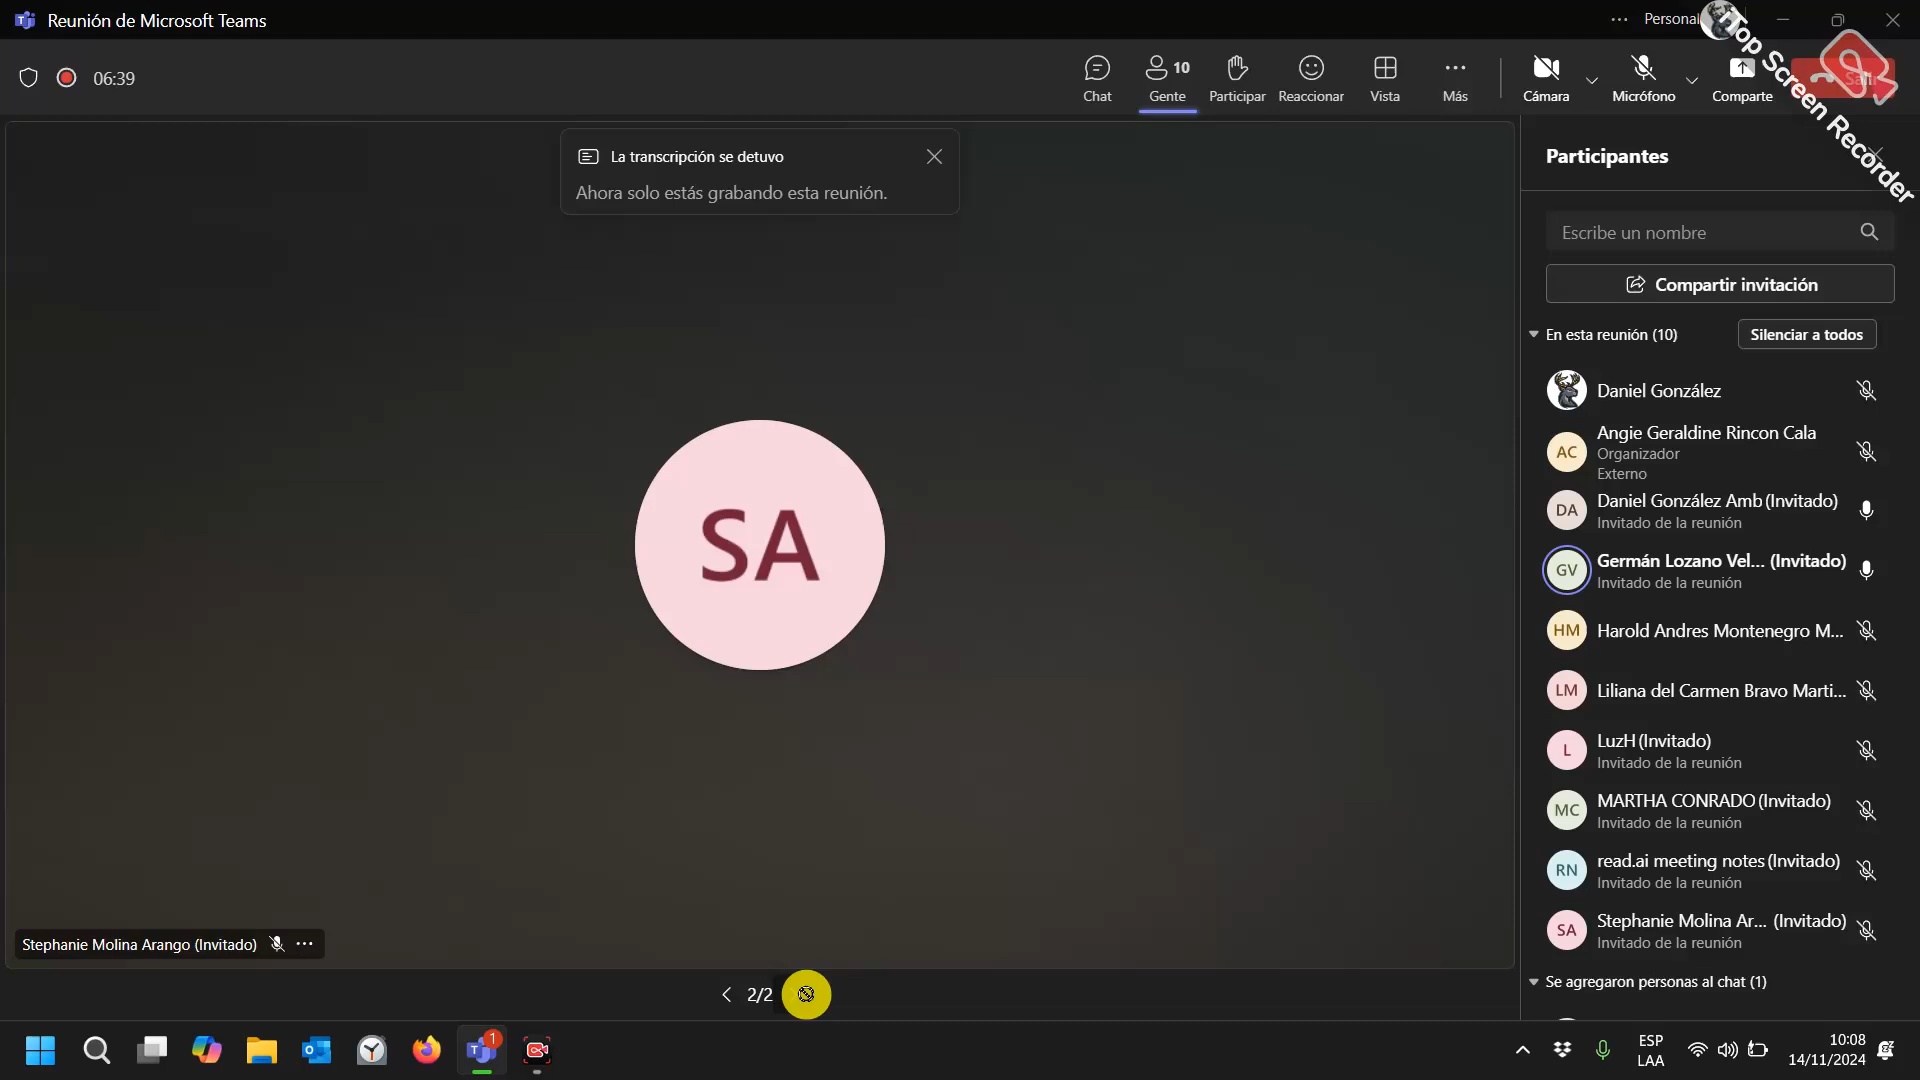 Reunión de Microsoft Teams
Personal
iTop Screen Recorder
06:39
Chat
Gente
10
Participar
Reaccionar
Vista
Más
Cámara
Micrófono
Comparte
Salir
La transcripción se detuvo
Ahora solo estás grabando esta reunión.
SA
Stephanie Molina Arango (Invitado)
2/2
Participantes
Escribe un nombre
Compartir invitación
En esta reunión (10)
Silenciar a todos
Daniel González
AC
Angie Geraldine Rincon Cala
Organizador
Externo
DA
Daniel González Amb (Invitado)
Invitado de la reunión
GV
Germán Lozano Vel... (Invitado)
Invitado de la reunión
HM
Harold Andres Montenegro M...
LM
Liliana del Carmen Bravo Marti...
L
LuzH (Invitado)
Invitado de la reunión
MC
MARTHA CONRADO (Invitado)
Invitado de la reunión
RN
read.ai meeting notes (Invitado)
Invitado de la reunión
SA
Stephanie Molina Ar... (Invitado)
Invitado de la reunión
Se agregaron personas al chat (1)
1
ESP
LAA
10:08
14/11/2024